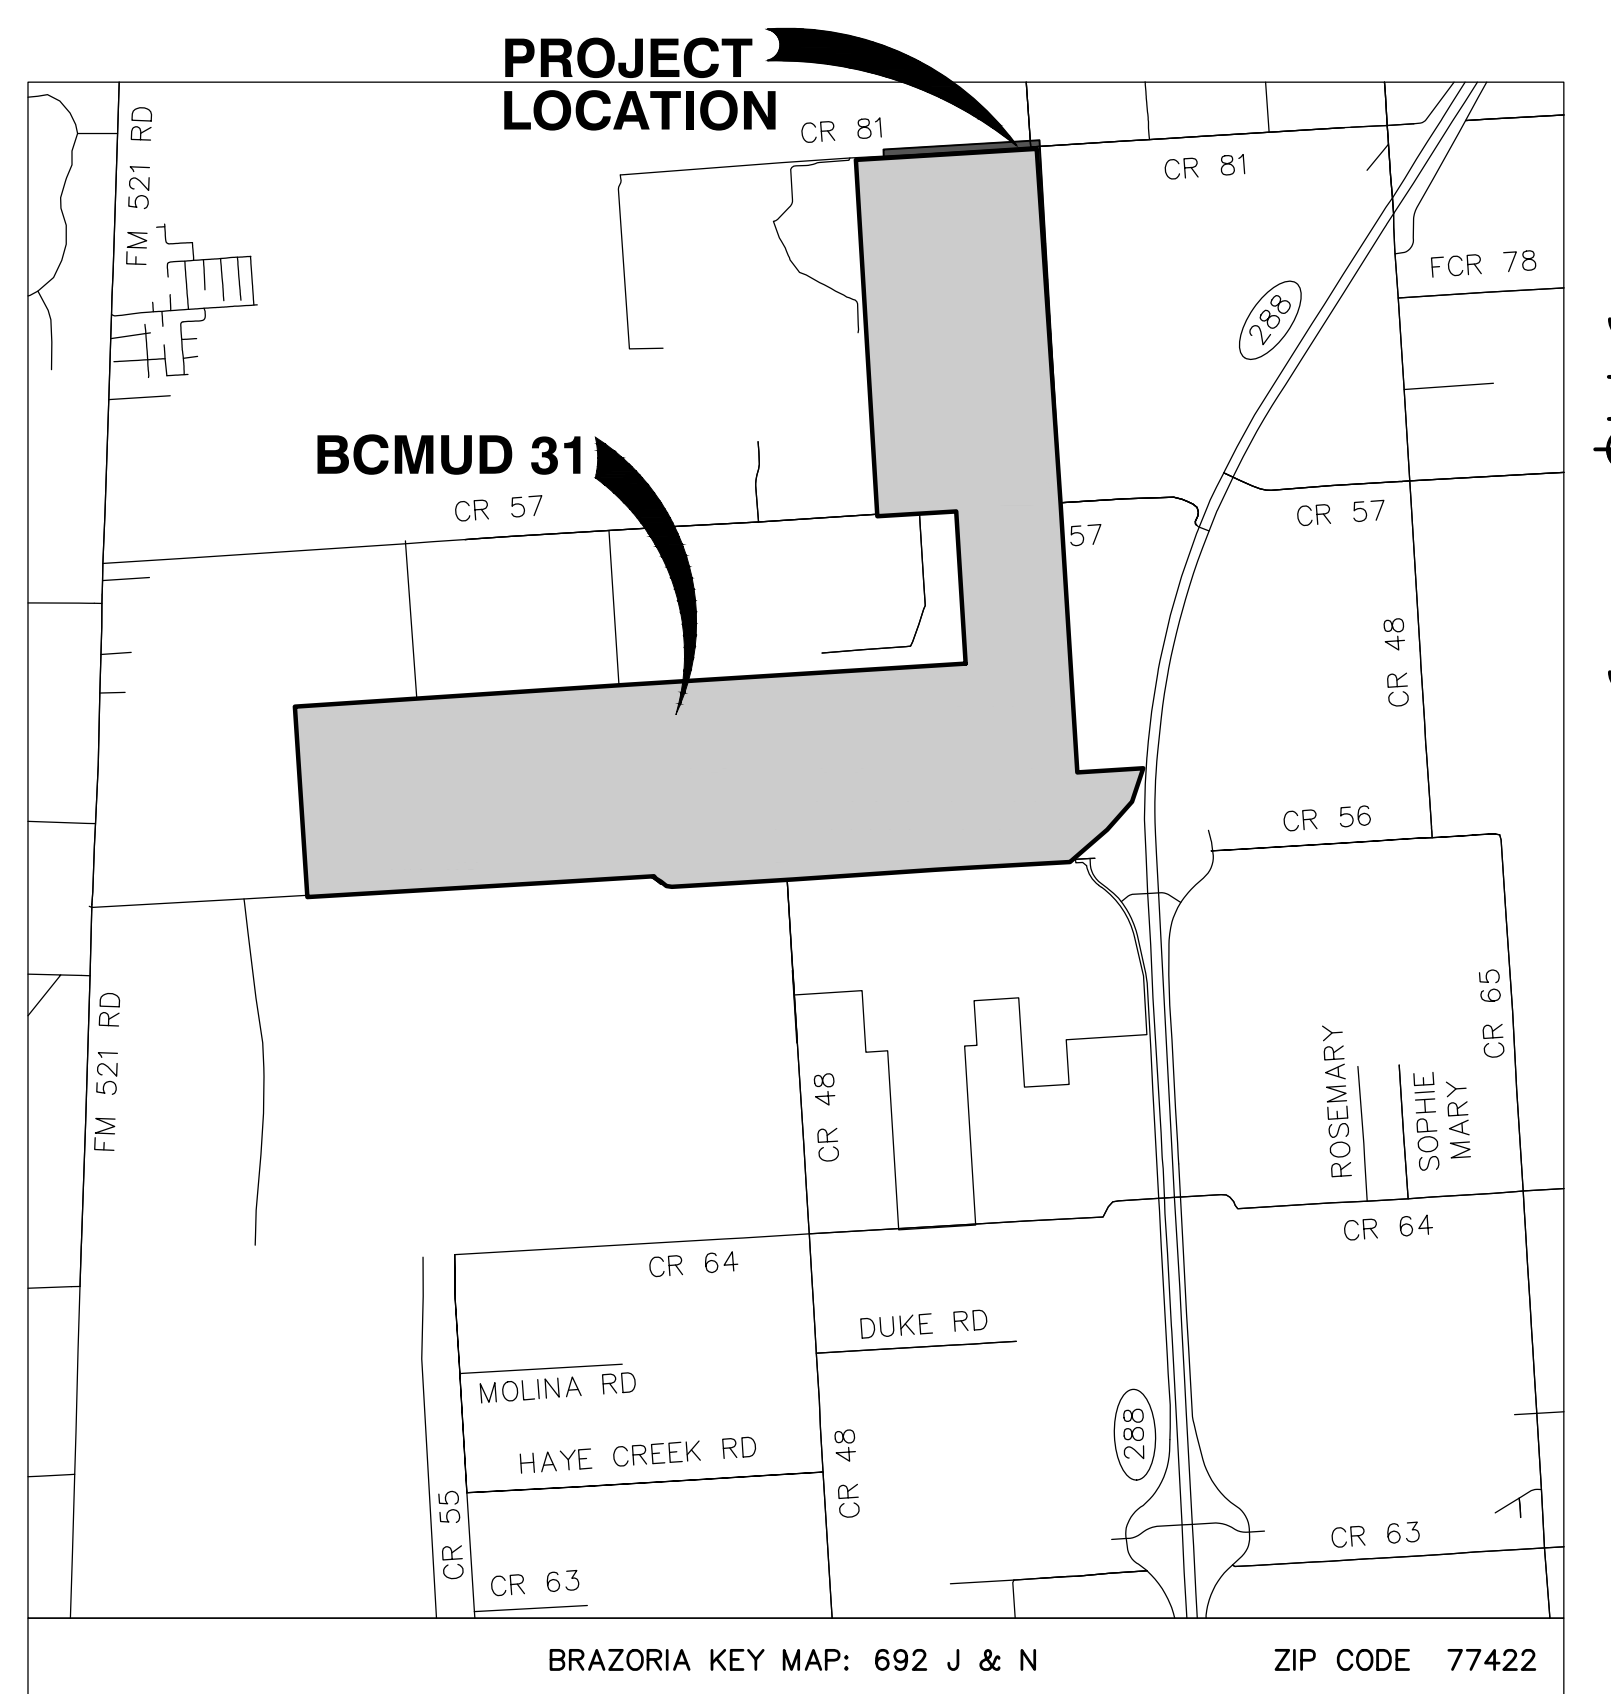 PROJECT
LOCATION
CR 81
CR 81
FM 521 RD
FCR 78
288
BCMUD 31
CR 57
57
CR 57
CR 48
CR 56
FM 521 RD
CR 65
CR 48
ROSEMARY
SOPHIE
MARY
CR 64
CR 64
DUKE RD
MOLINA RD
HAYE CREEK RD
CR 48
288
CR 55
CR 63
CR 63
BRAZORIA KEY MAP: 692 J & N
ZIP CODE 77422